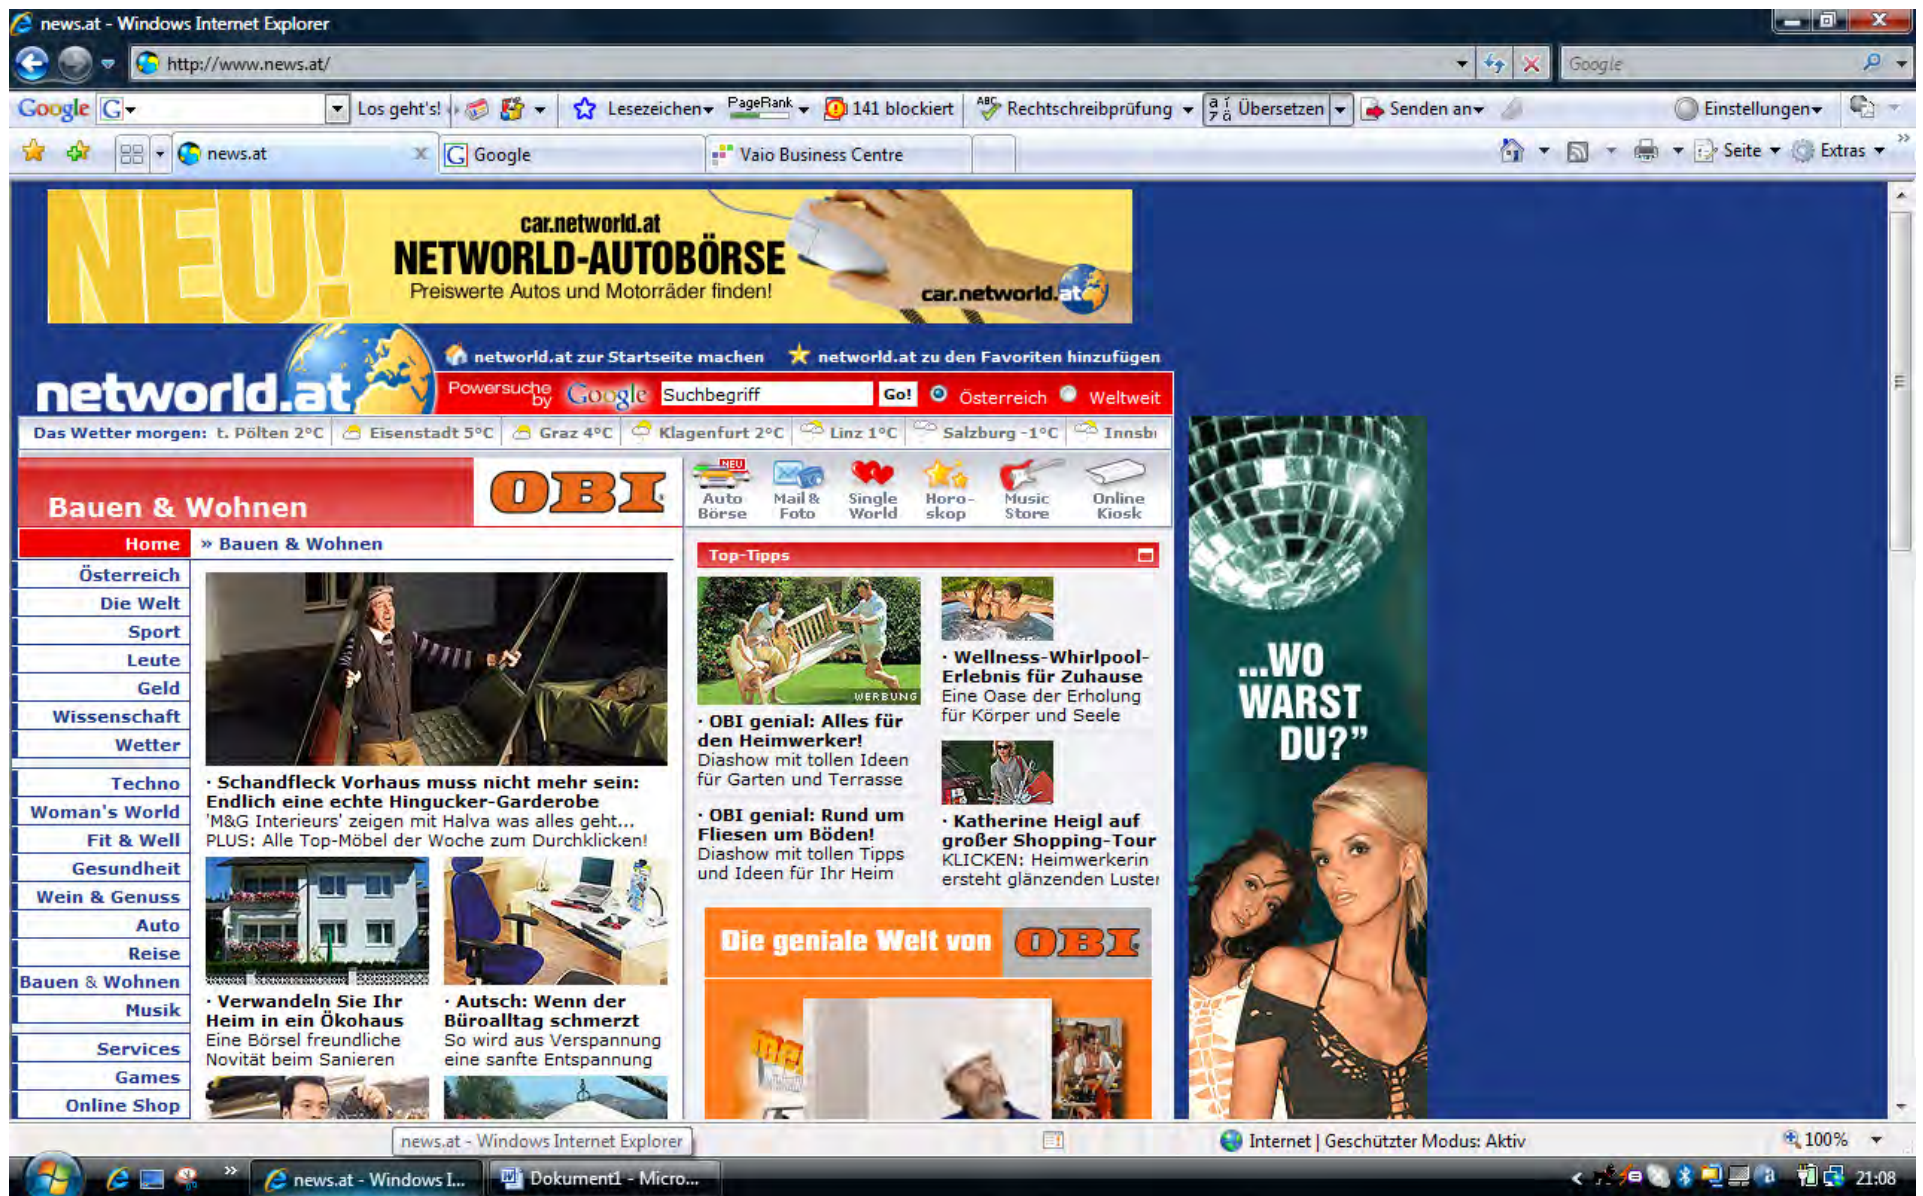 news.at - Windows Internet Explorer
http://www.news.at/
Google
Google G
Los geht's!
Lesezeichen
PageRank
141 blockiert
ABC Rechtschreibprüfung
Übersetzen
Senden an
Einstellungen
news.at
Google
Vaio Business Centre
Seite
Extras
NEU!
car.networld.at
NETWORLD-AUTOBÖRSE
Preiswerte Autos und Motorräder finden!
car.networld.at
networld.at zur Startseite machen
networld.at zu den Favoriten hinzufügen
networld.at
Powersuche by Google
Suchbegriff
Go!
Österreich
Weltweit
Das Wetter morgen: t. Pölten 2°C
Eisenstadt 5°C
Graz 4°C
Klagenfurt 2°C
Linz 1°C
Salzburg -1°C
Innsb
Bauen & Wohnen
OBI
NEU
Auto Börse
Mail & Foto
Single World
Horo-skop
Music Store
Online Kiosk
Home
» Bauen & Wohnen
Österreich
Die Welt
Sport
Leute
Geld
Wissenschaft
Wetter
Techno
Woman's World
Fit & Well
Gesundheit
Wein & Genuss
Auto
Reise
Bauen & Wohnen
Musik
Services
Games
Online Shop
· Schandfleck Vorhaus muss nicht mehr sein:
Endlich eine echte Hingucker-Garderobe
'M&G Interieurs' zeigen mit Halva was alles geht...
PLUS: Alle Top-Möbel der Woche zum Durchklicken!
· Verwandeln Sie Ihr
Heim in ein Ökohaus
Eine Börsel freundliche
Novität beim Sanieren
· Autsch: Wenn der
Büroalltag schmerzt
So wird aus Verspannung
eine sanfte Entspannung
Top-Tipps
WERBUNG
· OBI genial: Alles für
den Heimwerker!
Diashow mit tollen Ideen
für Garten und Terrasse
· OBI genial: Rund um
Fliesen um Böden!
Diashow mit tollen Tipps
und Ideen für Ihr Heim
· Wellness-Whirlpool-
Erlebnis für Zuhause
Eine Oase der Erholung
für Körper und Seele
· Katherine Heigl auf
großer Shopping-Tour
KLICKEN: Heimwerkerin
ersteht glänzenden Luster
Die geniale Welt von OBI
...WO
WARST
DU?”
news.at - Windows Internet Explorer
Internet | Geschützter Modus: Aktiv
100%
news.at - Windows I...
Dokument1 - Micro...
21:08